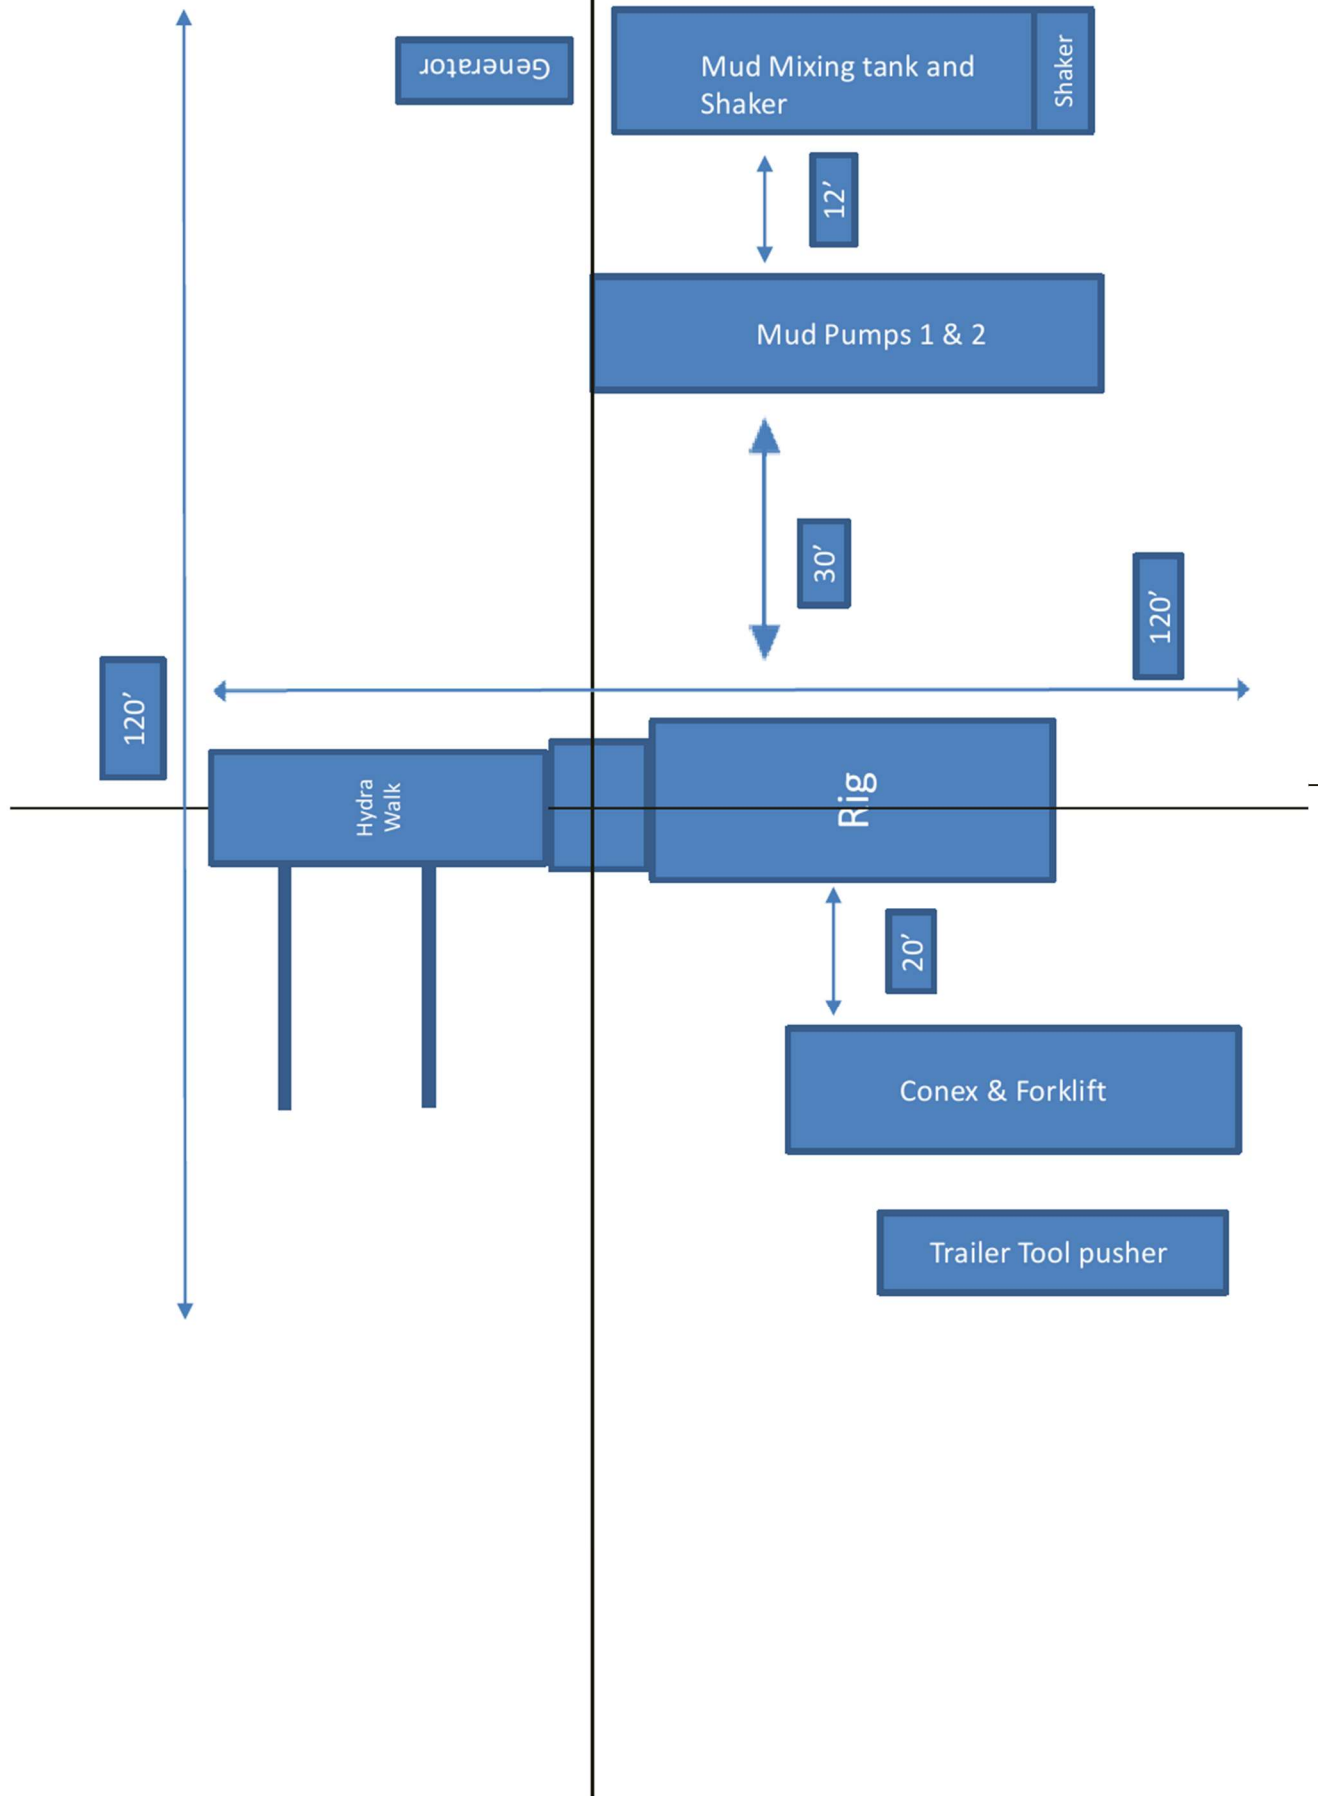 Generator
Mud Mixing tank and
Shaker
Shaker
12'
Mud Pumps 1 & 2
30'
120'
120'
Hydra
Walk
Rig
20'
Conex & Forklift
Trailer Tool pusher